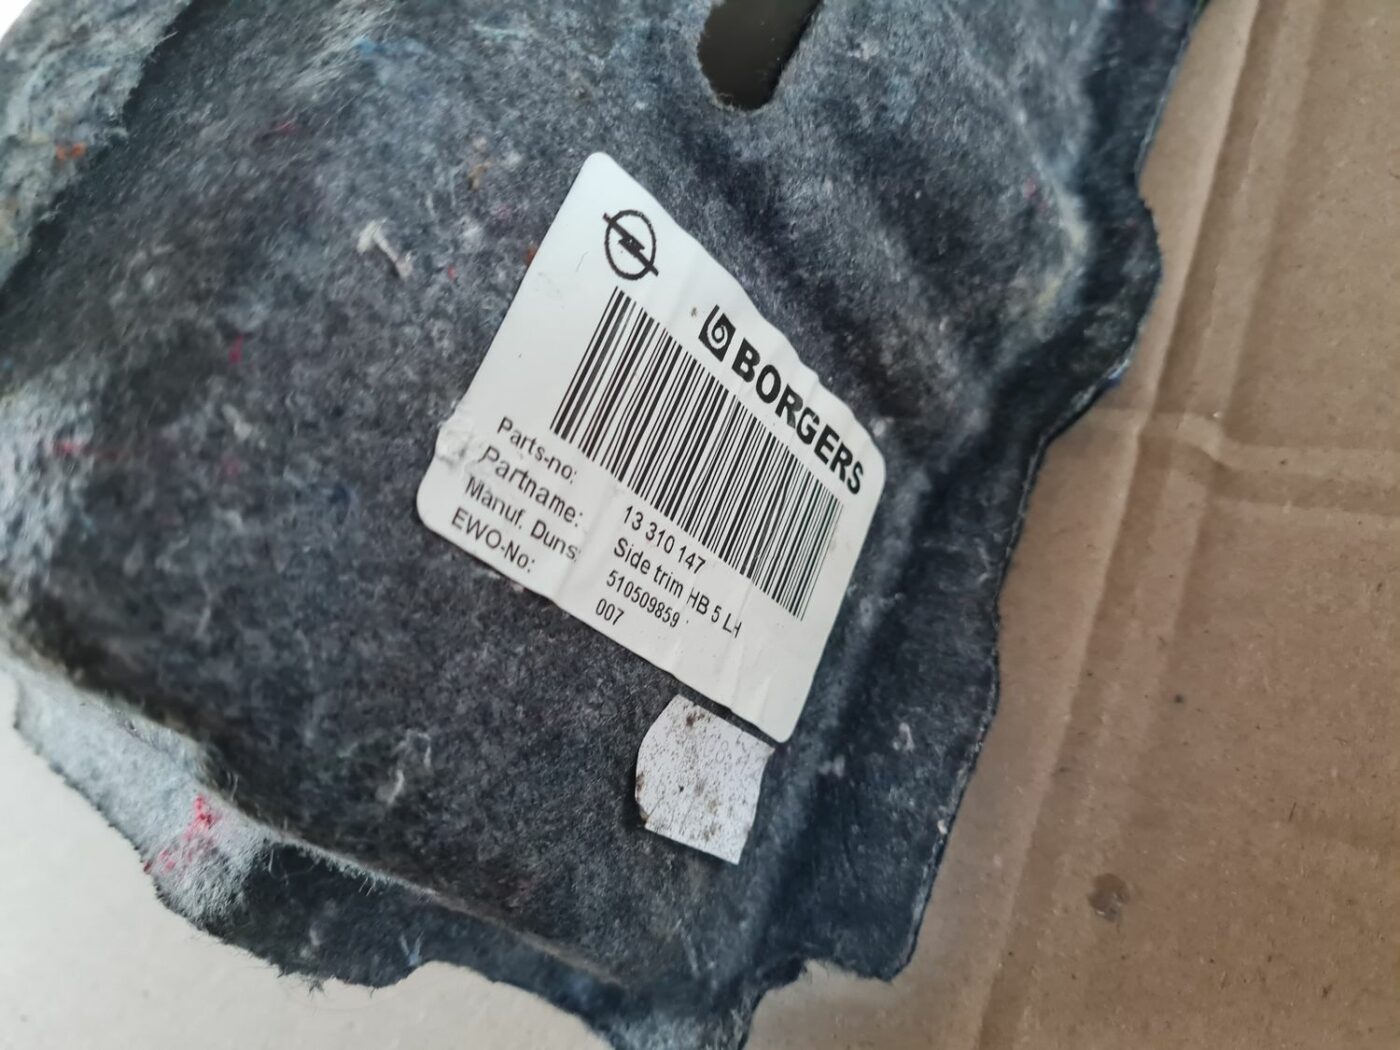 BORGERS
Parts-no: 13 310 147
Partname: Side trim HB 5 LH
Manuf. Duns: 510509859
EWO-No: 007